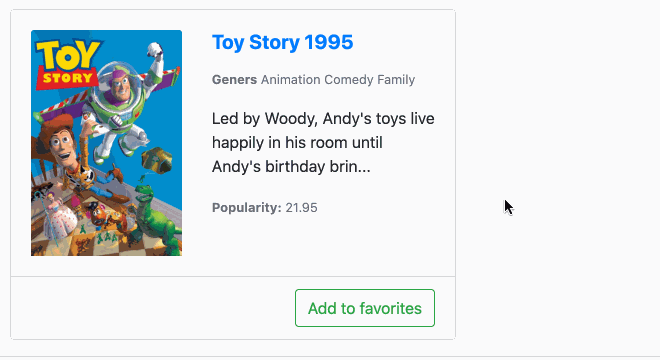 TOY
STORY
Toy Story 1995
Geners Animation Comedy Family
Led by Woody, Andy's toys live
happily in his room until
Andy's birthday brin...
Popularity: 21.95
Add to favorites